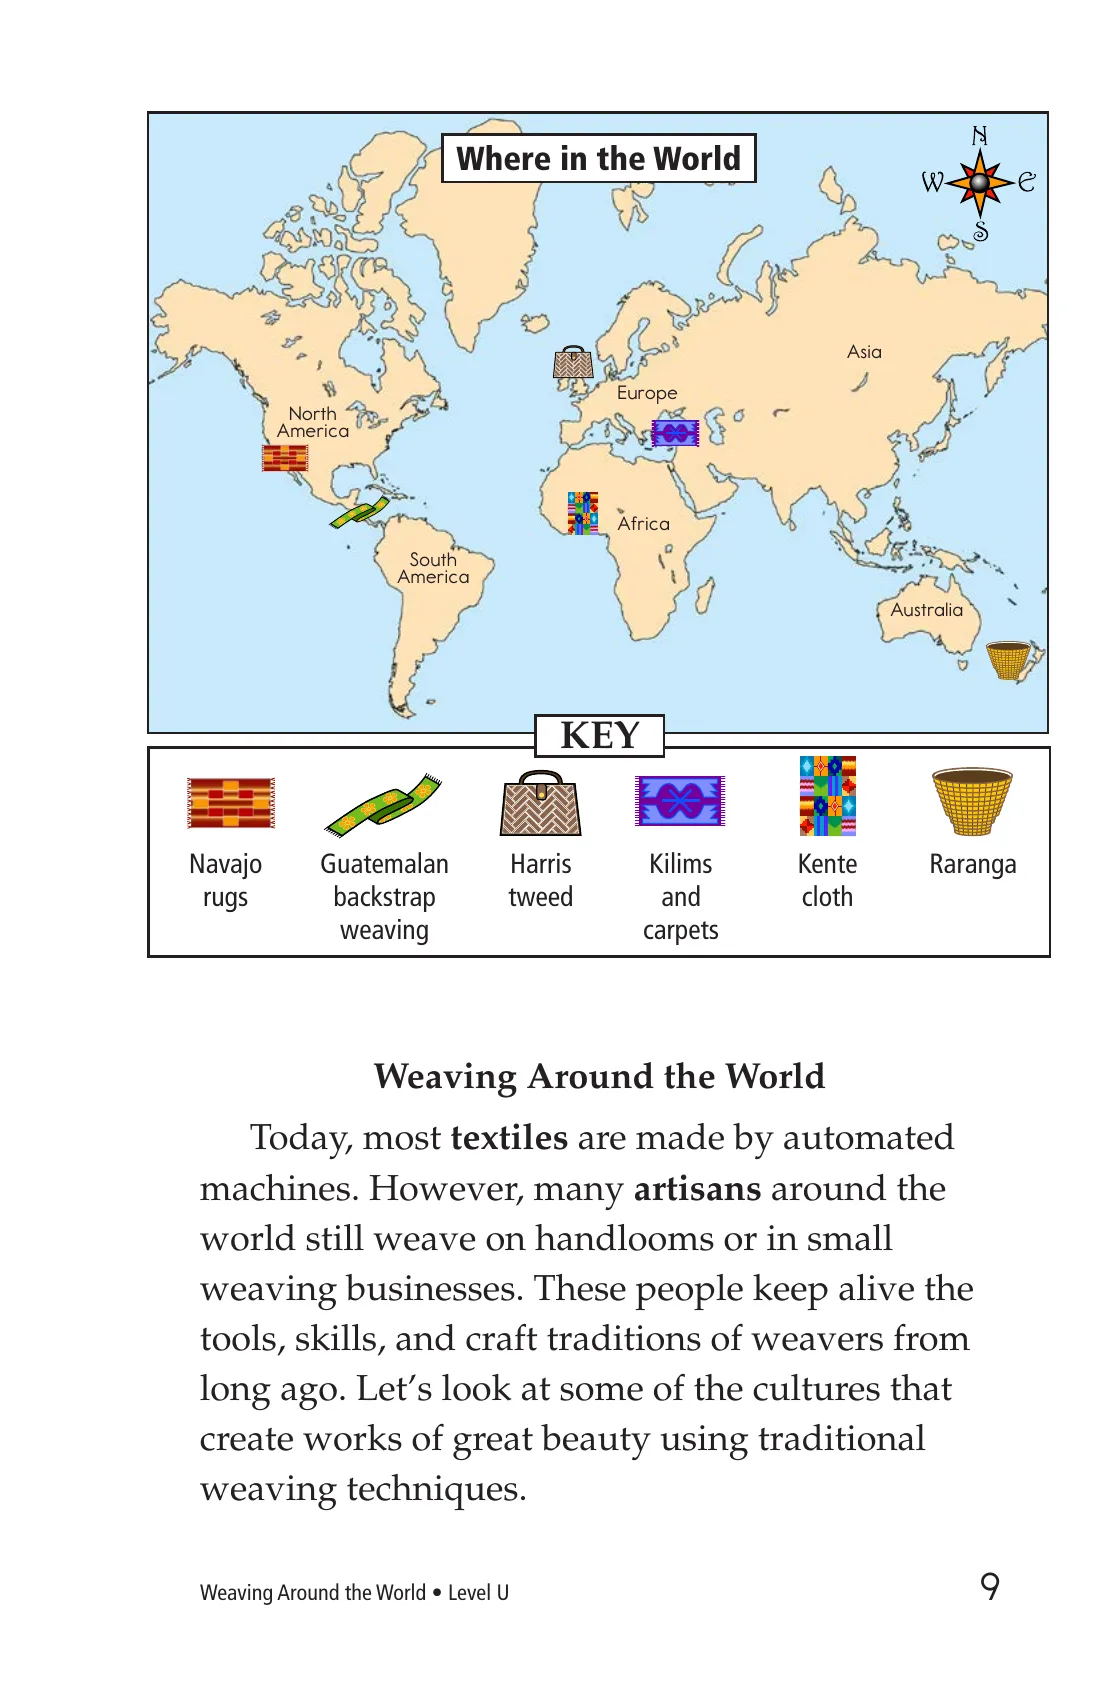 Where in the World
N
W
E
S
Asia
Europe
North
America
Africa
South
America
Australia
KEY
Navajo
rugs
Guatemalan
backstrap
weaving
Harris
tweed
Kilims
and
carpets
Kente
cloth
Raranga
Weaving Around the World
Today, most textiles are made by automated
machines. However, many artisans around the
world still weave on handlooms or in small
weaving businesses. These people keep alive the
tools, skills, and craft traditions of weavers from
long ago. Let’s look at some of the cultures that
create works of great beauty using traditional
weaving techniques.
Weaving Around the World • Level U
9